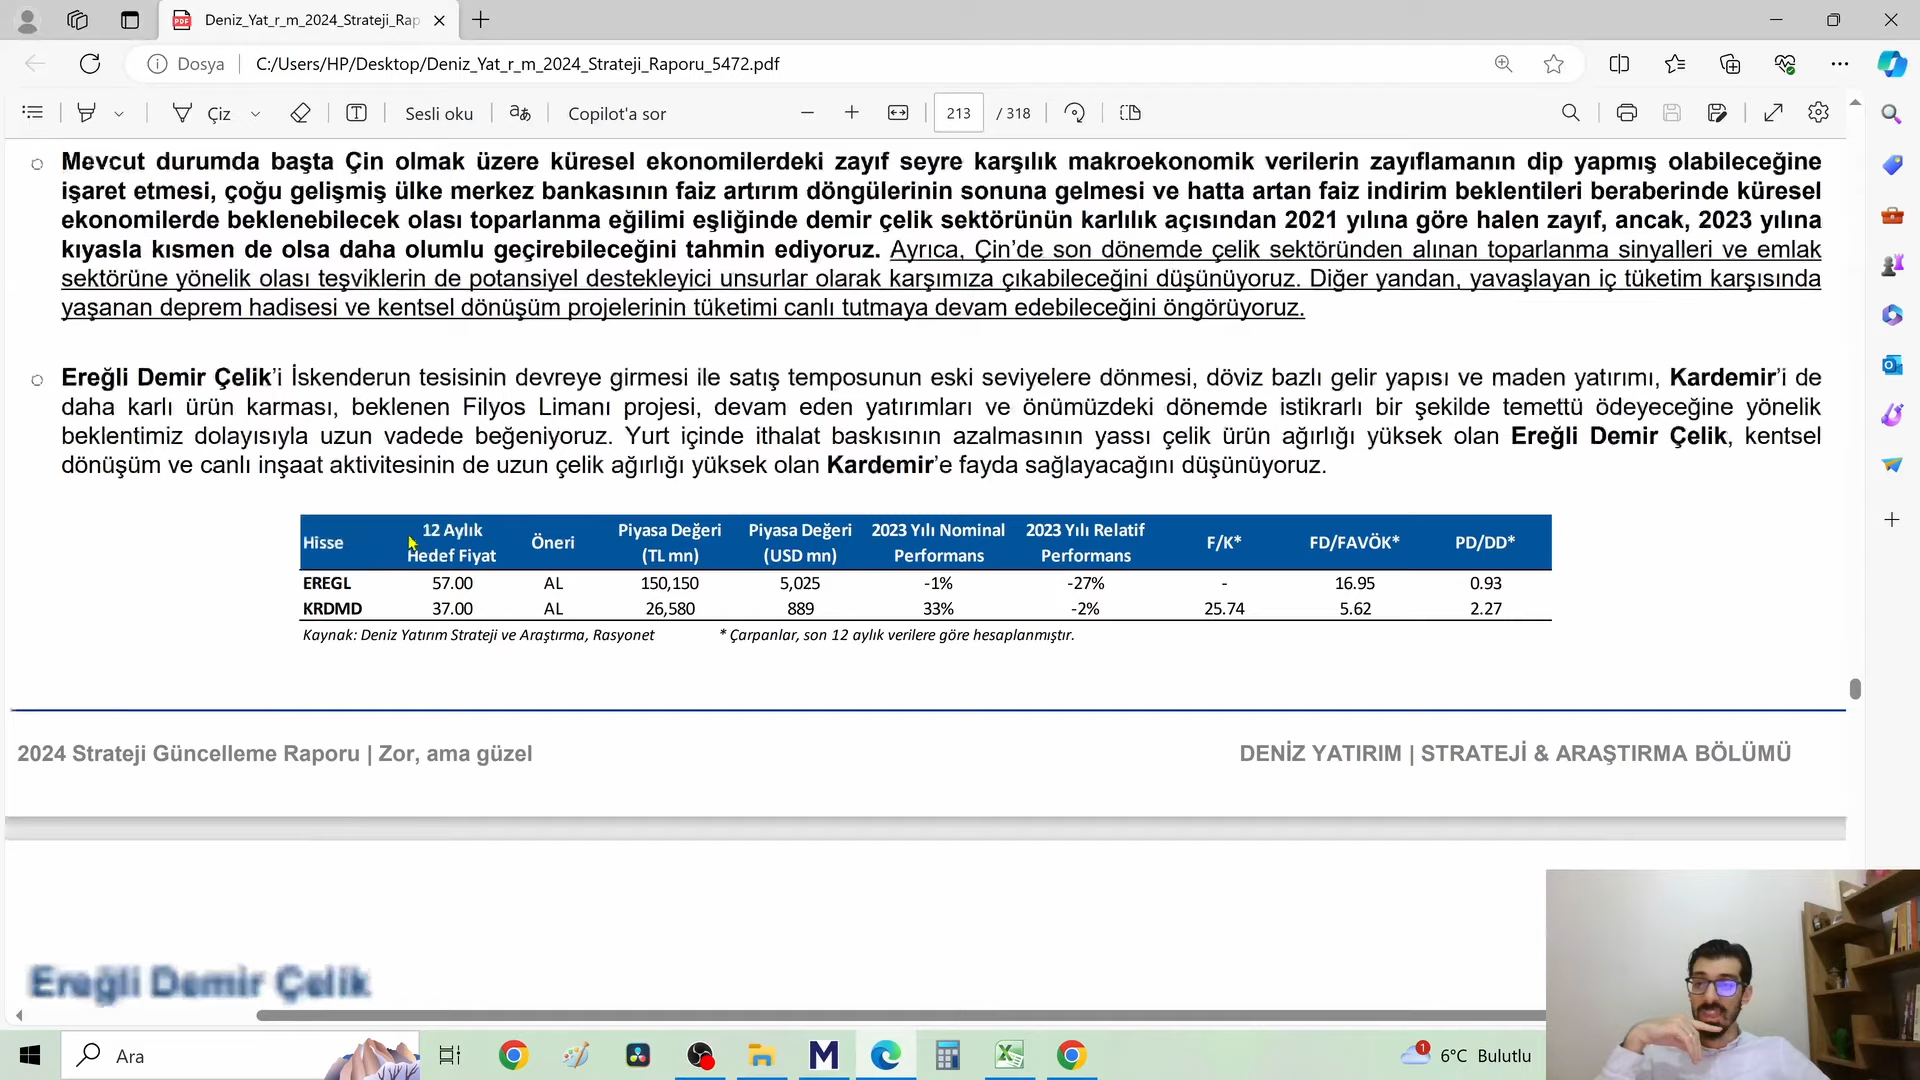 Deniz_Yat_r_m_2024_Strateji_Rap
Dosya
C:/Users/HP/Desktop/Deniz_Yat_r_m_2024_Strateji_Raporu_5472.pdf
Çiz
Sesli oku
Copilot'a sor
213 / 318
Mevcut durumda başta Çin olmak üzere küresel ekonomilerdeki zayıf seyre karşılık makroekonomik verilerin zayıflamanın dip yapmış olabileceğine
işaret etmesi, çoğu gelişmiş ülke merkez bankasının faiz artırım döngülerinin sonuna gelmesi ve hatta artan faiz indirim beklentileri beraberinde küresel
ekonomilerde beklenebilecek olası toparlanma eğilimi eşliğinde demir çelik sektörünün karlılık açısından 2021 yılına göre halen zayıf, ancak, 2023 yılına
kıyasla kısmen de olsa daha olumlu geçirebileceğini tahmin ediyoruz. Ayrıca, Çin’de son dönemde çelik sektöründen alınan toparlanma sinyalleri ve emlak
sektörüne yönelik olası teşviklerin de potansiyel destekleyici unsurlar olarak karşımıza çıkabileceğini düşünüyoruz. Diğer yandan, yavaşlayan iç tüketim karşısında
yaşanan deprem hadisesi ve kentsel dönüşüm projelerinin tüketimi canlı tutmaya devam edebileceğini öngörüyoruz.
Ereğli Demir Çelik’i İskenderun tesisinin devreye girmesi ile satış temposunun eski seviyelere dönmesi, döviz bazlı gelir yapısı ve maden yatırımı, Kardemir’i de
daha karlı ürün karması, beklenen Filyos Limanı projesi, devam eden yatırımları ve önümüzdeki dönemde istikrarlı bir şekilde temettü ödeyeceğine yönelik
beklentimiz dolayısıyla uzun vadede beğeniyoruz. Yurt içinde ithalat baskısının azalmasının yassı çelik ürün ağırlığı yüksek olan Ereğli Demir Çelik, kentsel
dönüşüm ve canlı inşaat aktivitesinin de uzun çelik ağırlığı yüksek olan Kardemir’e fayda sağlayacağını düşünüyoruz.
Hisse 12 Aylık Hedef Fiyat Öneri Piyasa Değeri (TL mn) Piyasa Değeri (USD mn) 2023 Yılı Nominal Performans 2023 Yılı Relatif Performans F/K* FD/FAVÖK* PD/DD*
EREGL 57.00 AL 150,150 5,025 -1% -27% - 16.95 0.93
KRDMD 37.00 AL 26,580 889 33% -2% 25.74 5.62 2.27
Kaynak: Deniz Yatırım Strateji ve Araştırma, Rasyonet * Çarpanlar, son 12 aylık verilere göre hesaplanmıştır.
2024 Strateji Güncelleme Raporu | Zor, ama güzel
DENİZ YATIRIM | STRATEJİ & ARAŞTIRMA BÖLÜMÜ
Ereğli Demir Çelik
Ara
1
6°C Bulutlu